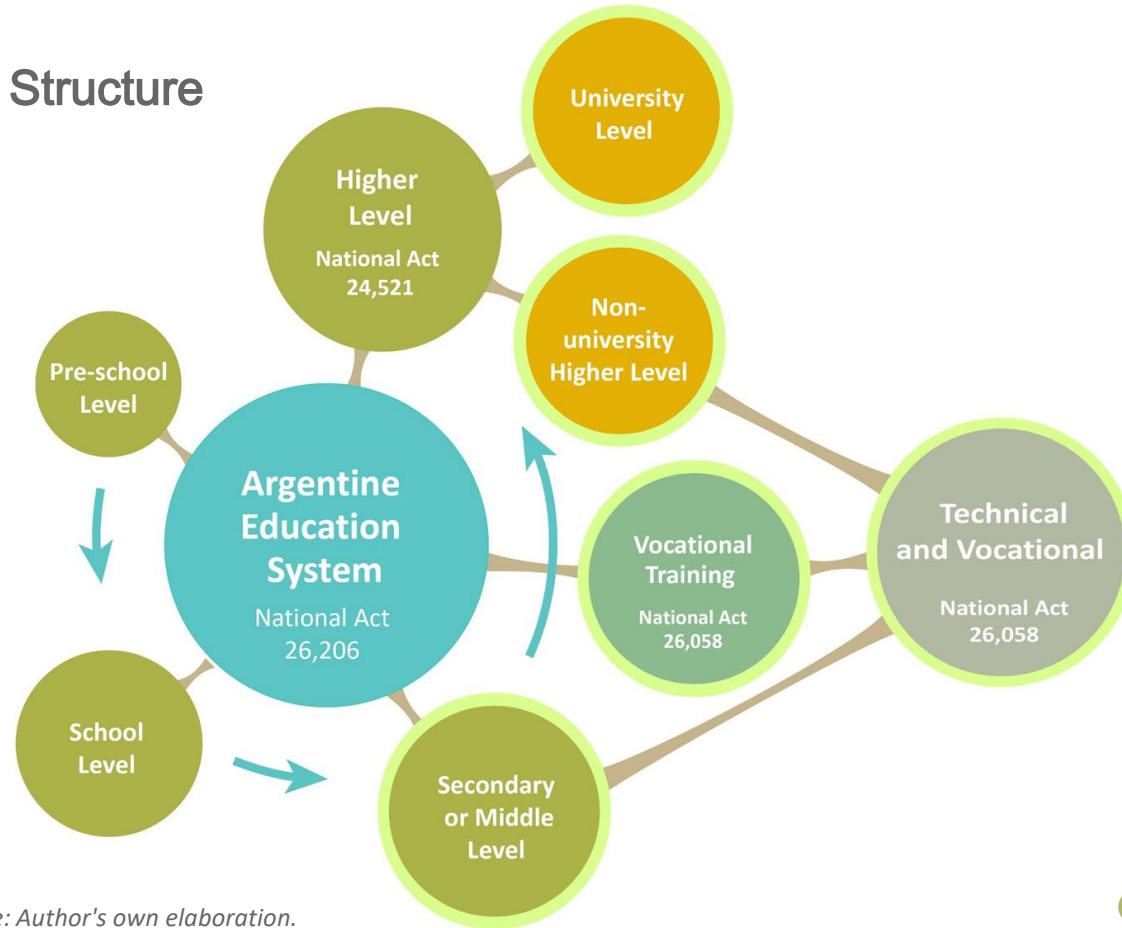 Structure
University
Level
Higher
Level
National Act
24,521
Non-
university
Higher Level
Pre-school
Level
Argentine
Education
System
National Act
26,206
Vocational
Training
National Act
26,058
Technical
and Vocational
National Act
26,058
School
Level
Secondary
or Middle
Level
e: Author's own elaboration.